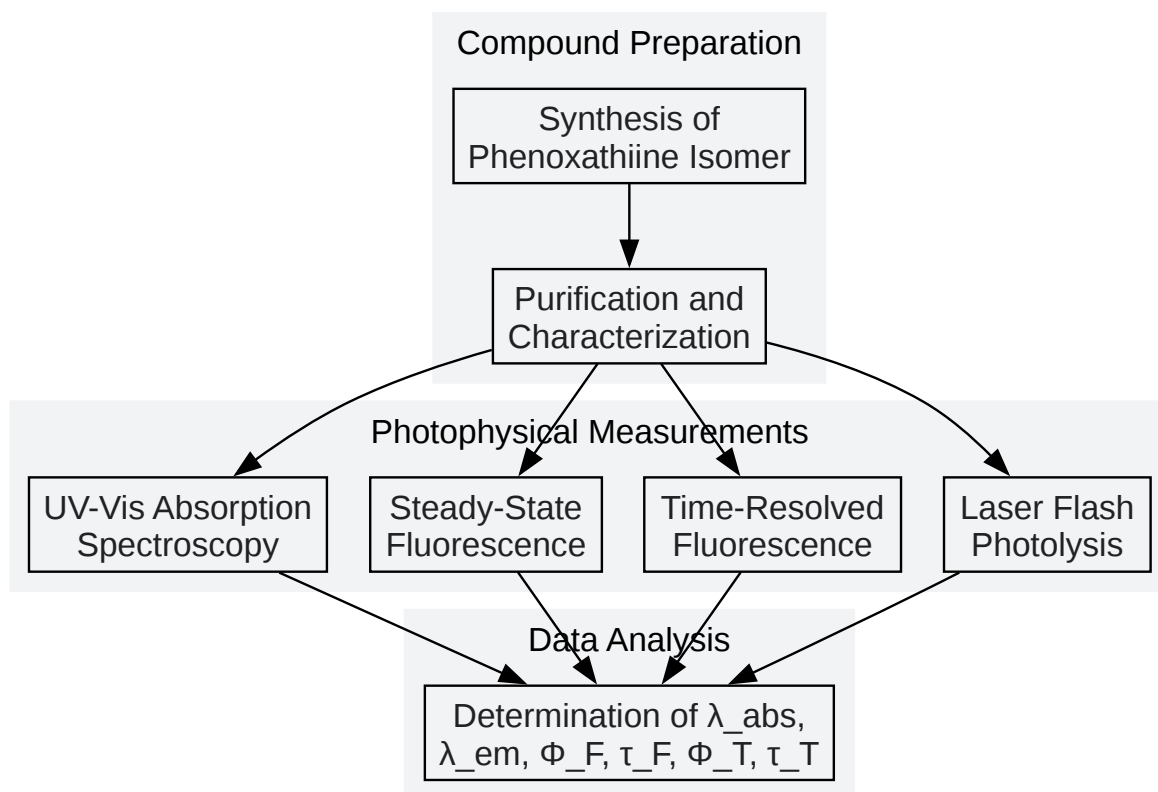 Compound Preparation
Synthesis of
Phenoxathiine Isomer
Purification and
Characterization
Photophysical Measurements
UV-Vis Absorption
Spectroscopy
Steady-State
Fluorescence
Time-Resolved
Fluorescence
Laser Flash
Photolysis
Data Analysis
Determination of λ_abs,
λ_em, Φ_F, τ_F, Φ_T, τ_T